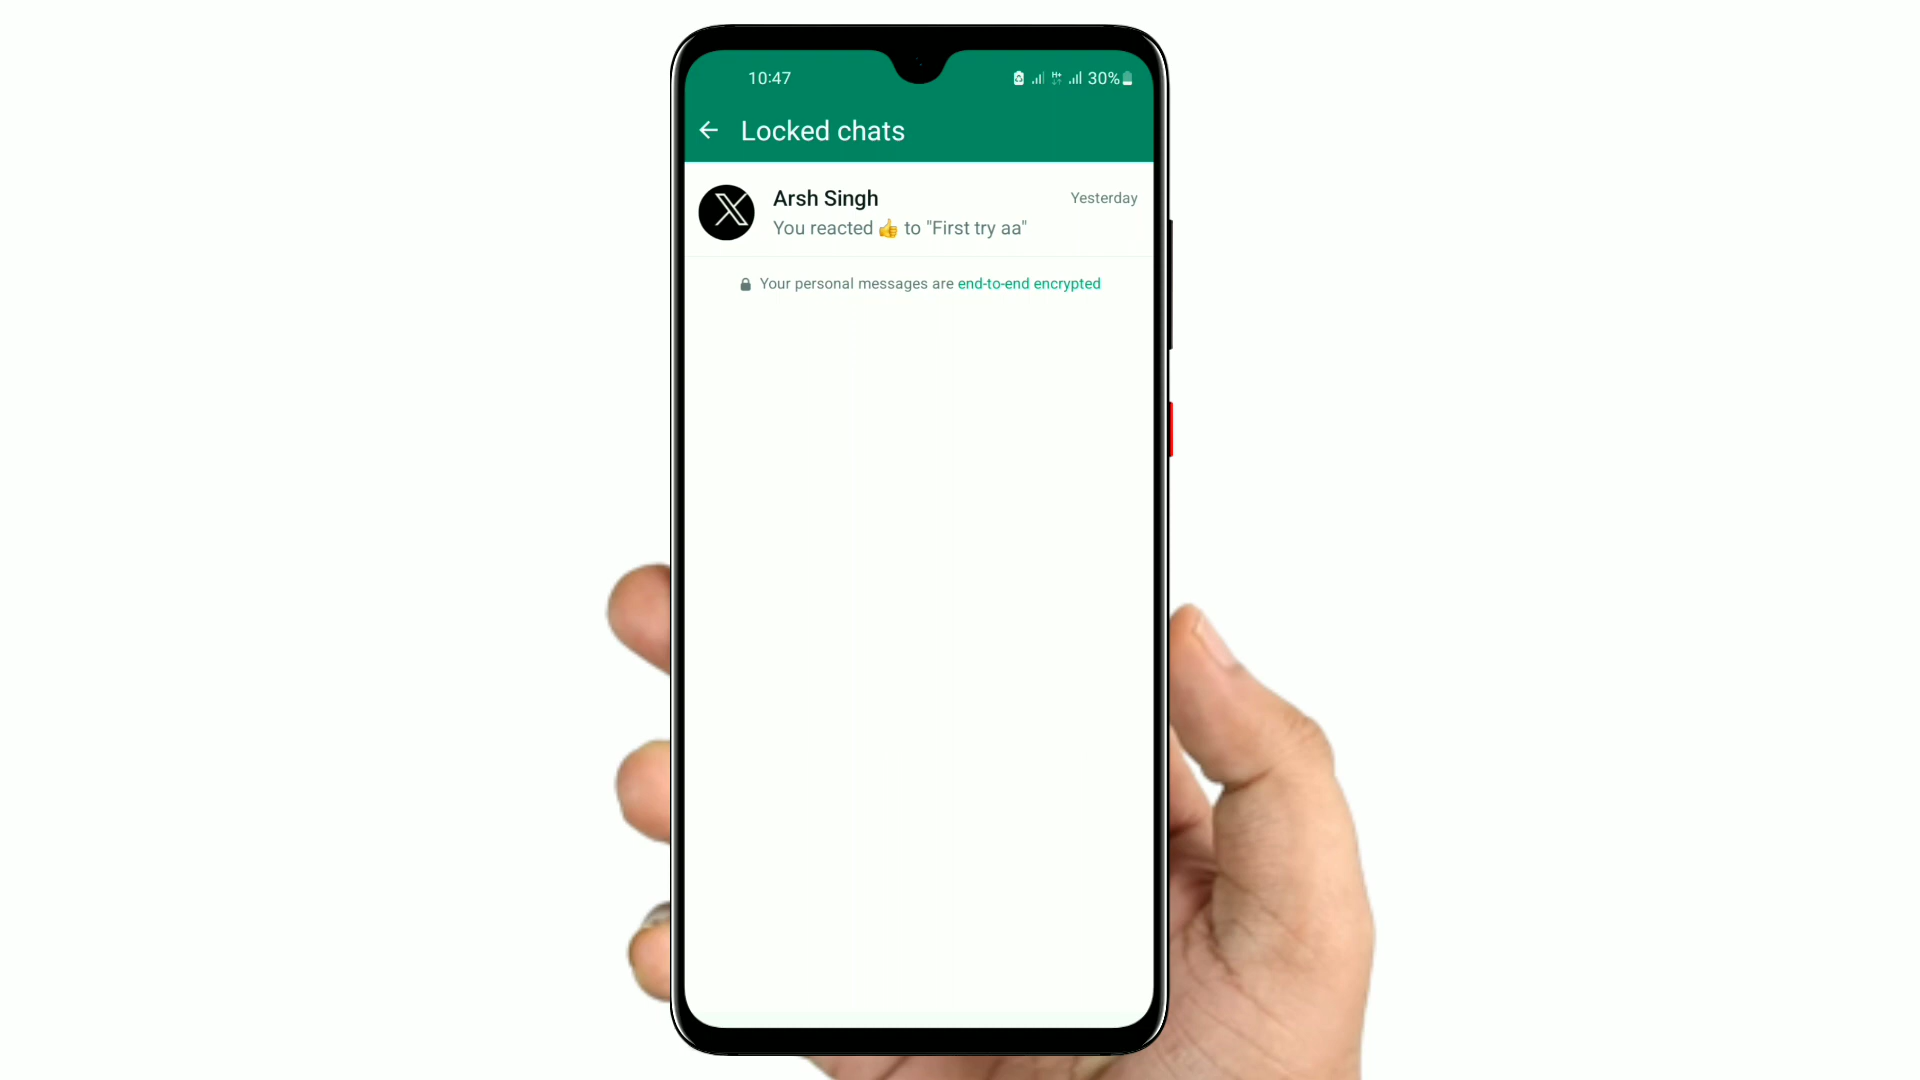 10:47 30%
Locked chats
Arsh Singh Yesterday
You reacted 👍 to "First try aa"
Your personal messages are end-to-end encrypted